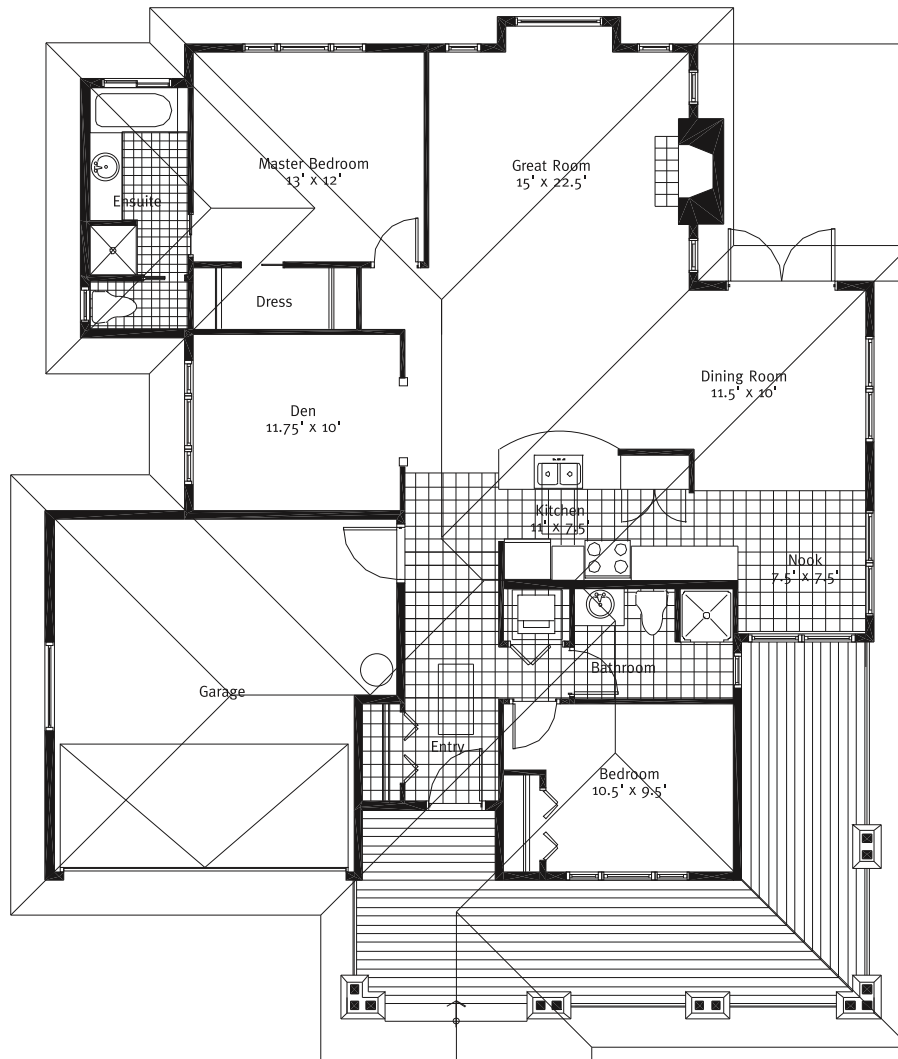 Master Bedroom
13' x 12'
Great Room
15' x 22.5'
Ensuite
Dress
Dining Room
11.5' x 10'
Den
11.75' x 10'
Kitchen
11' x 7.5'
Nook
7.5' x 7.5'
Bathroom
Garage
Entry
Bedroom
10.5' x 9.5'